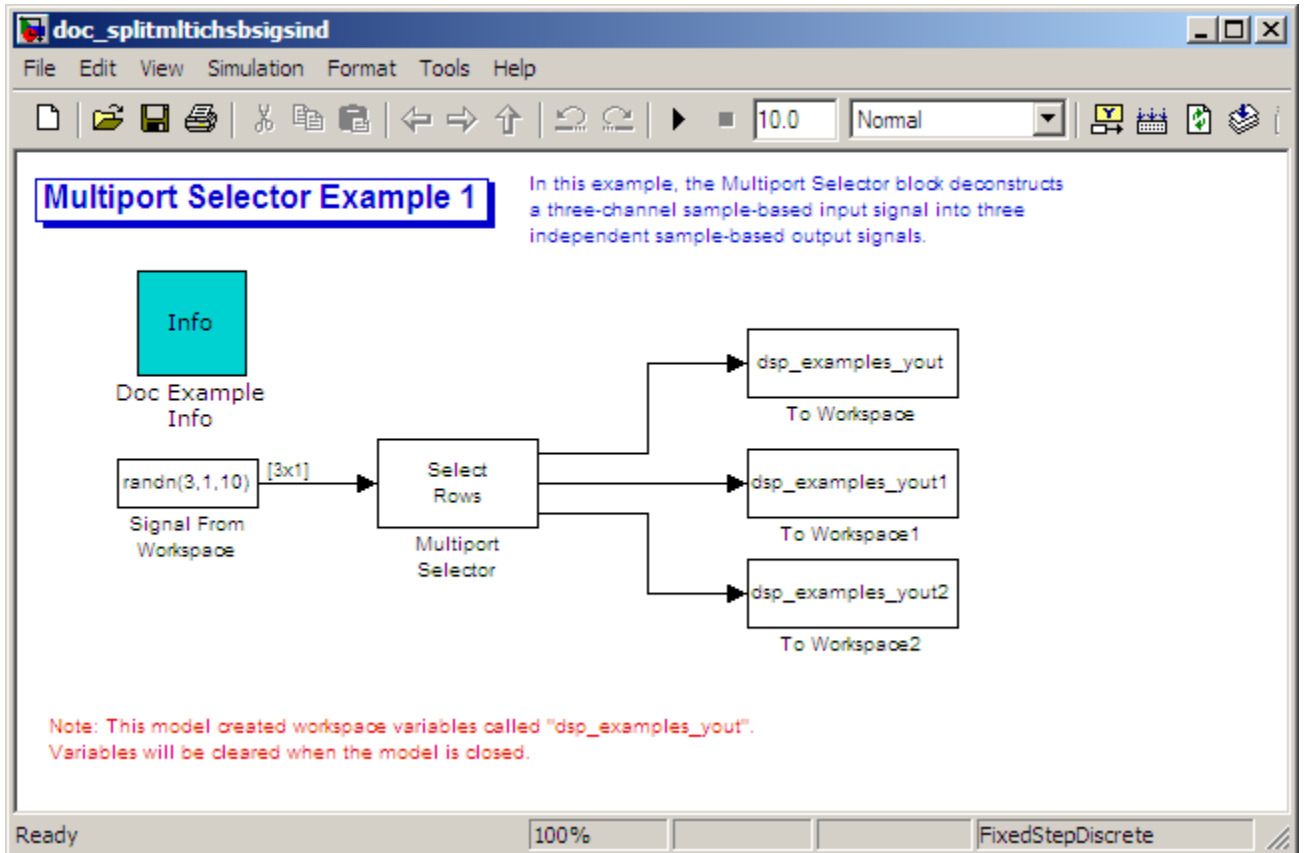 doc_splitmltichsbsigsind
File Edit View Simulation Format Tools Help
10.0 Normal
Multiport Selector Example 1
In this example, the Multiport Selector block deconstructs
a three-channel sample-based input signal into three
independent sample-based output signals.
Info
Doc Example
Info
randn(3,1,10)
[3x1]
Signal From
Workspace
Select
Rows
Multiport
Selector
dsp_examples_yout
To Workspace
dsp_examples_yout1
To Workspace1
dsp_examples_yout2
To Workspace2
Note: This model created workspace variables called "dsp_examples_yout".
Variables will be cleared when the model is closed.
Ready 100% FixedStepDiscrete